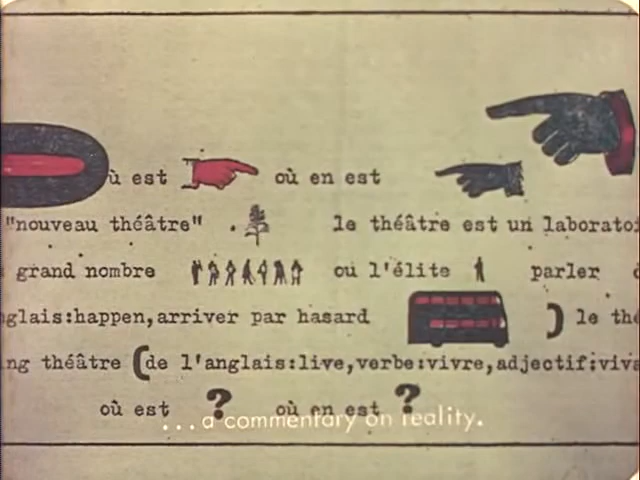 ù est où en est
"nouveau théâtre" . le théâtre est un laboratoi
grand nombre ou l'élite parler
nglais:happen,arriver par hasard ) le thé
ng théâtre (de l'anglais:live,verbe:vivre,adjectif:viva
où est ? où en est ?
...a commentary on reality.